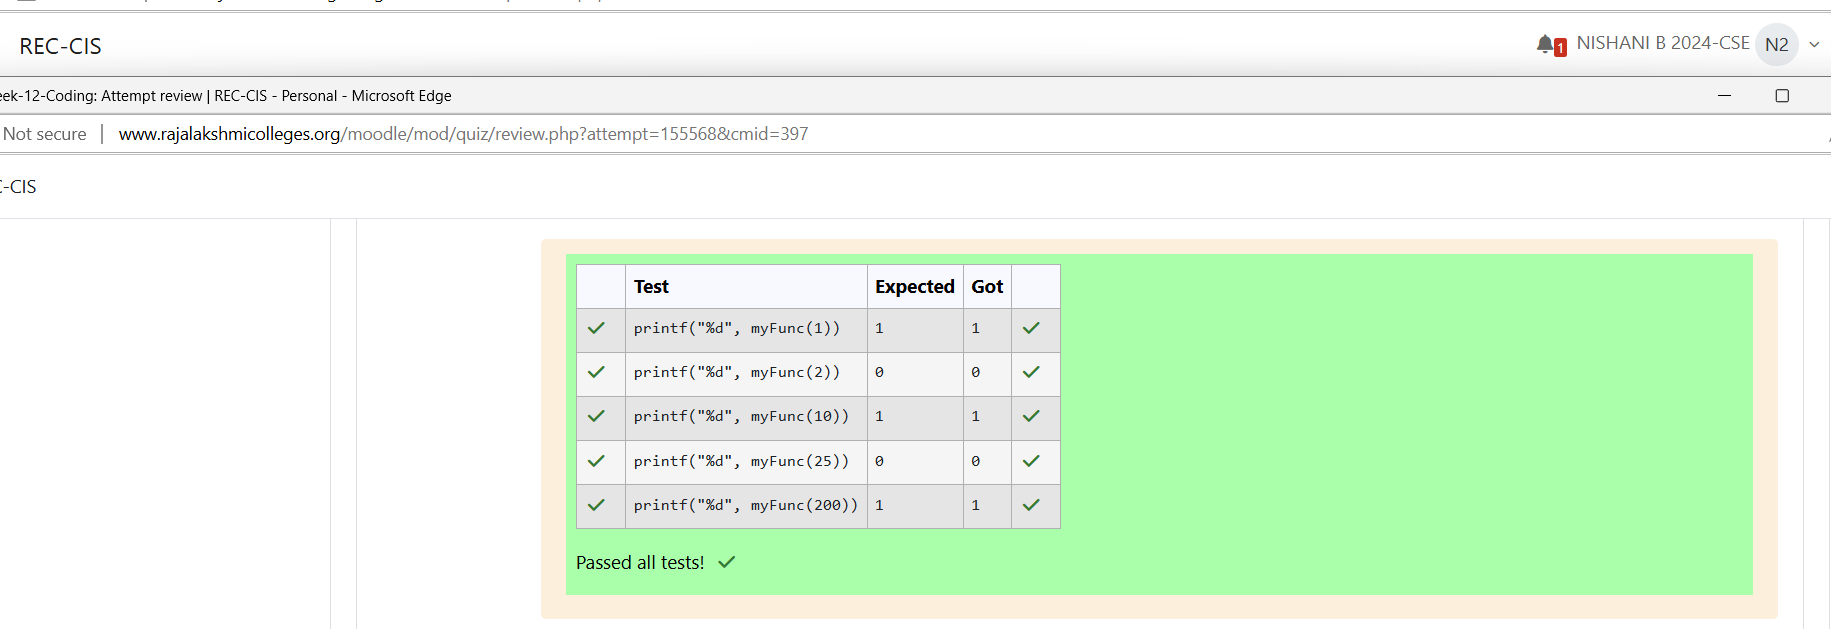 REC-CIS
1 NISHANI B 2024-CSE N2
eek-12-Coding: Attempt review | REC-CIS - Personal - Microsoft Edge
Not secure | www.rajalakshmicolleges.org/moodle/mod/quiz/review.php?attempt=155568&cmid=397
-CIS
Test Expected Got
printf("%d", myFunc(1)) 1 1
printf("%d", myFunc(2)) 0 0
printf("%d", myFunc(10)) 1 1
printf("%d", myFunc(25)) 0 0
printf("%d", myFunc(200)) 1 1
Passed all tests!